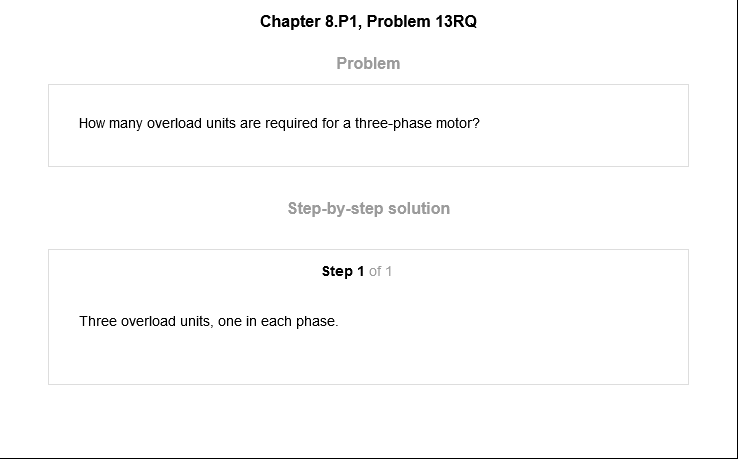 Chapter 8.P1, Problem 13RQ
Problem
How many overload units are required for a three-phase motor?
Step-by-step solution
Step 1 of 1
Three overload units, one in each phase.